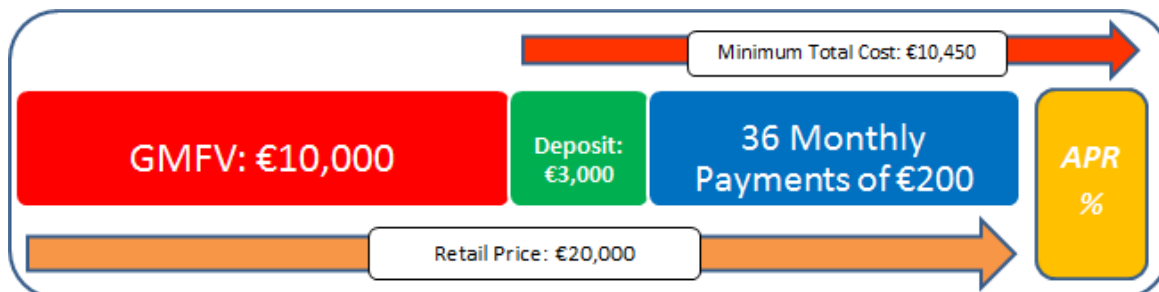 Minimum Total Cost: €10,450
GMFV: €10,000
Deposit:
€3,000
36 Monthly
Payments of €200
APR
%
Retail Price: €20,000